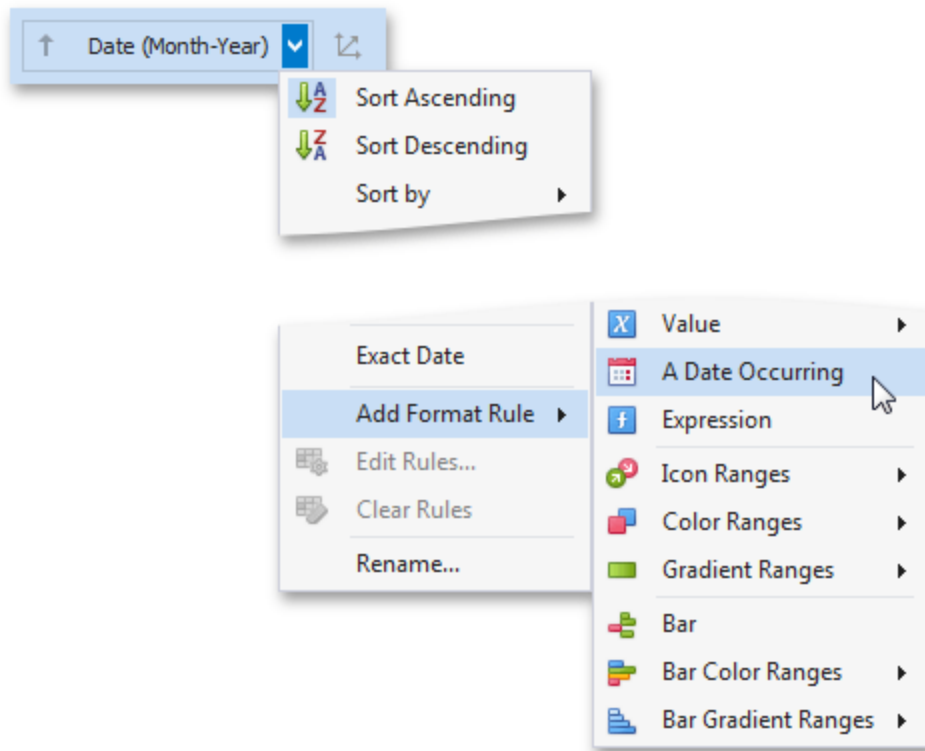 Date (Month-Year)
Sort Ascending
Sort Descending
Sort by
Exact Date
Add Format Rule
Edit Rules...
Clear Rules
Rename...
Value
A Date Occurring
Expression
Icon Ranges
Color Ranges
Gradient Ranges
Bar
Bar Color Ranges
Bar Gradient Ranges